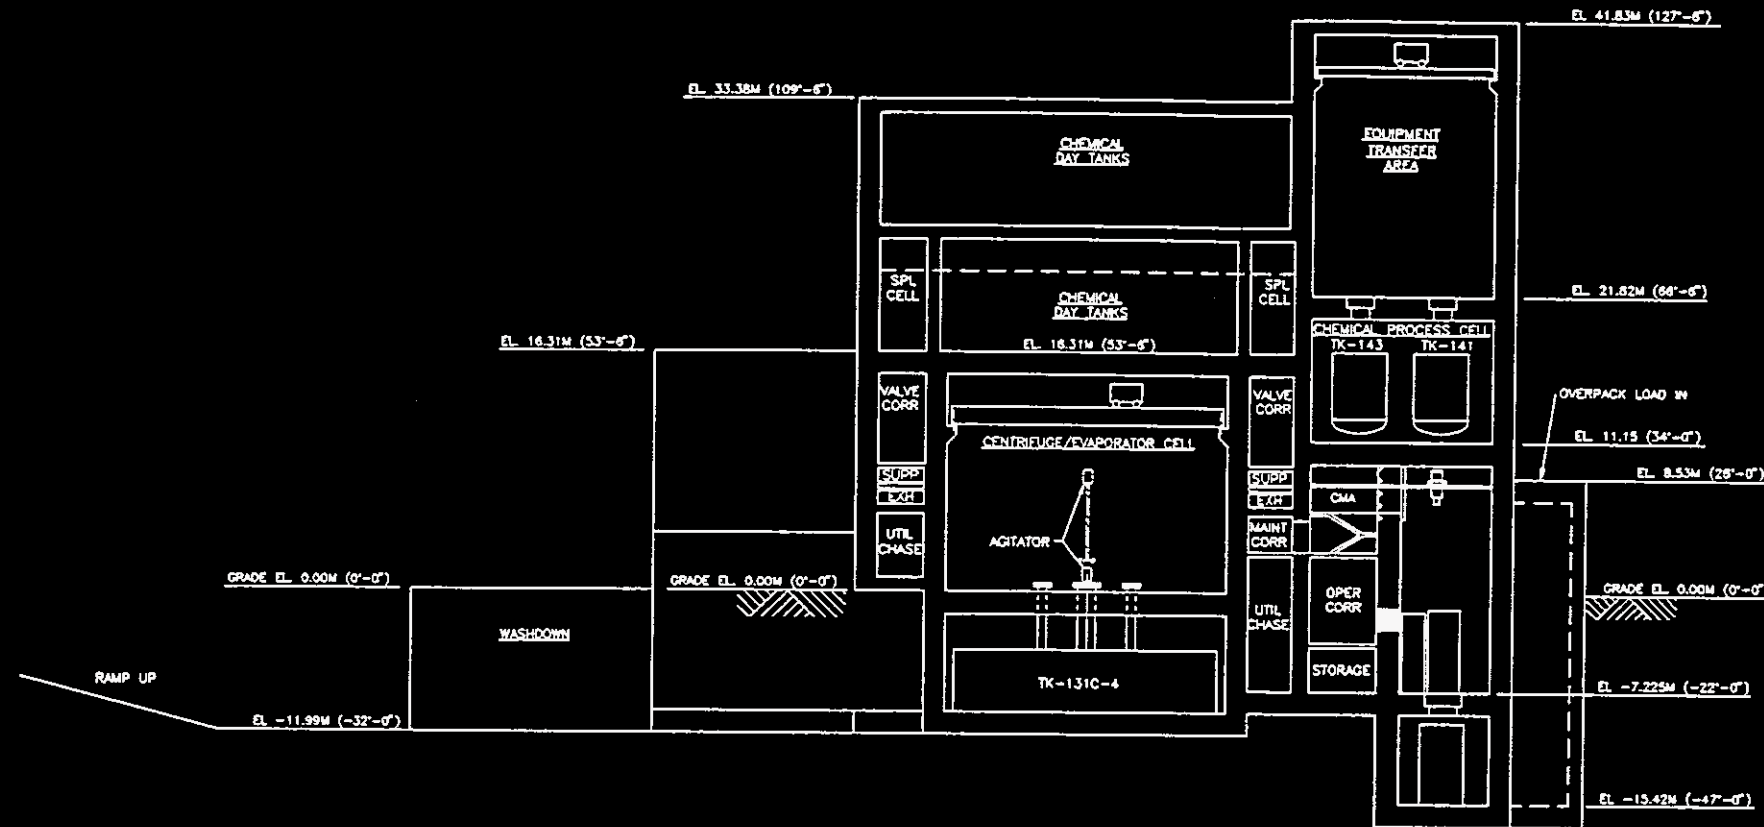 EL 41.83M (127'-6")
EL 33.38M (109'-6")
CHEMICAL
DAY TANKS
EQUIPMENT
TRANSFER
AREA
SPL
CELL
CHEMICAL
DAY TANKS
SPL
CELL
EL 21.62M (66'-6")
EL 16.31M (53'-6")
EL 16.31M (53'-6")
CHEMICAL PROCESS CELL
TK-143
TK-141
VALVE
CORR
VALVE
CORR
OVERPACK LOAD IN
CENTRIFUGE/EVAPORATOR CELL
EL 11.15 (34'-0")
EL 8.53M (28'-0")
SUPP
EXH
SUPP
EXH
CMA
UTIL
CHASE
AGITATOR
MAINT
CORR
GRADE EL 0.00M (0'-0")
GRADE EL 0.00M (0'-0")
GRADE EL 0.00M (0'-0"
OPER
CORR
UTIL
CHASE
WASHDOWN
RAMP UP
TK-131C-4
STORAGE
EL -7.225M (-22'-0")
EL -11.99M (-32'-0")
EL -15.42M (-47'-0")